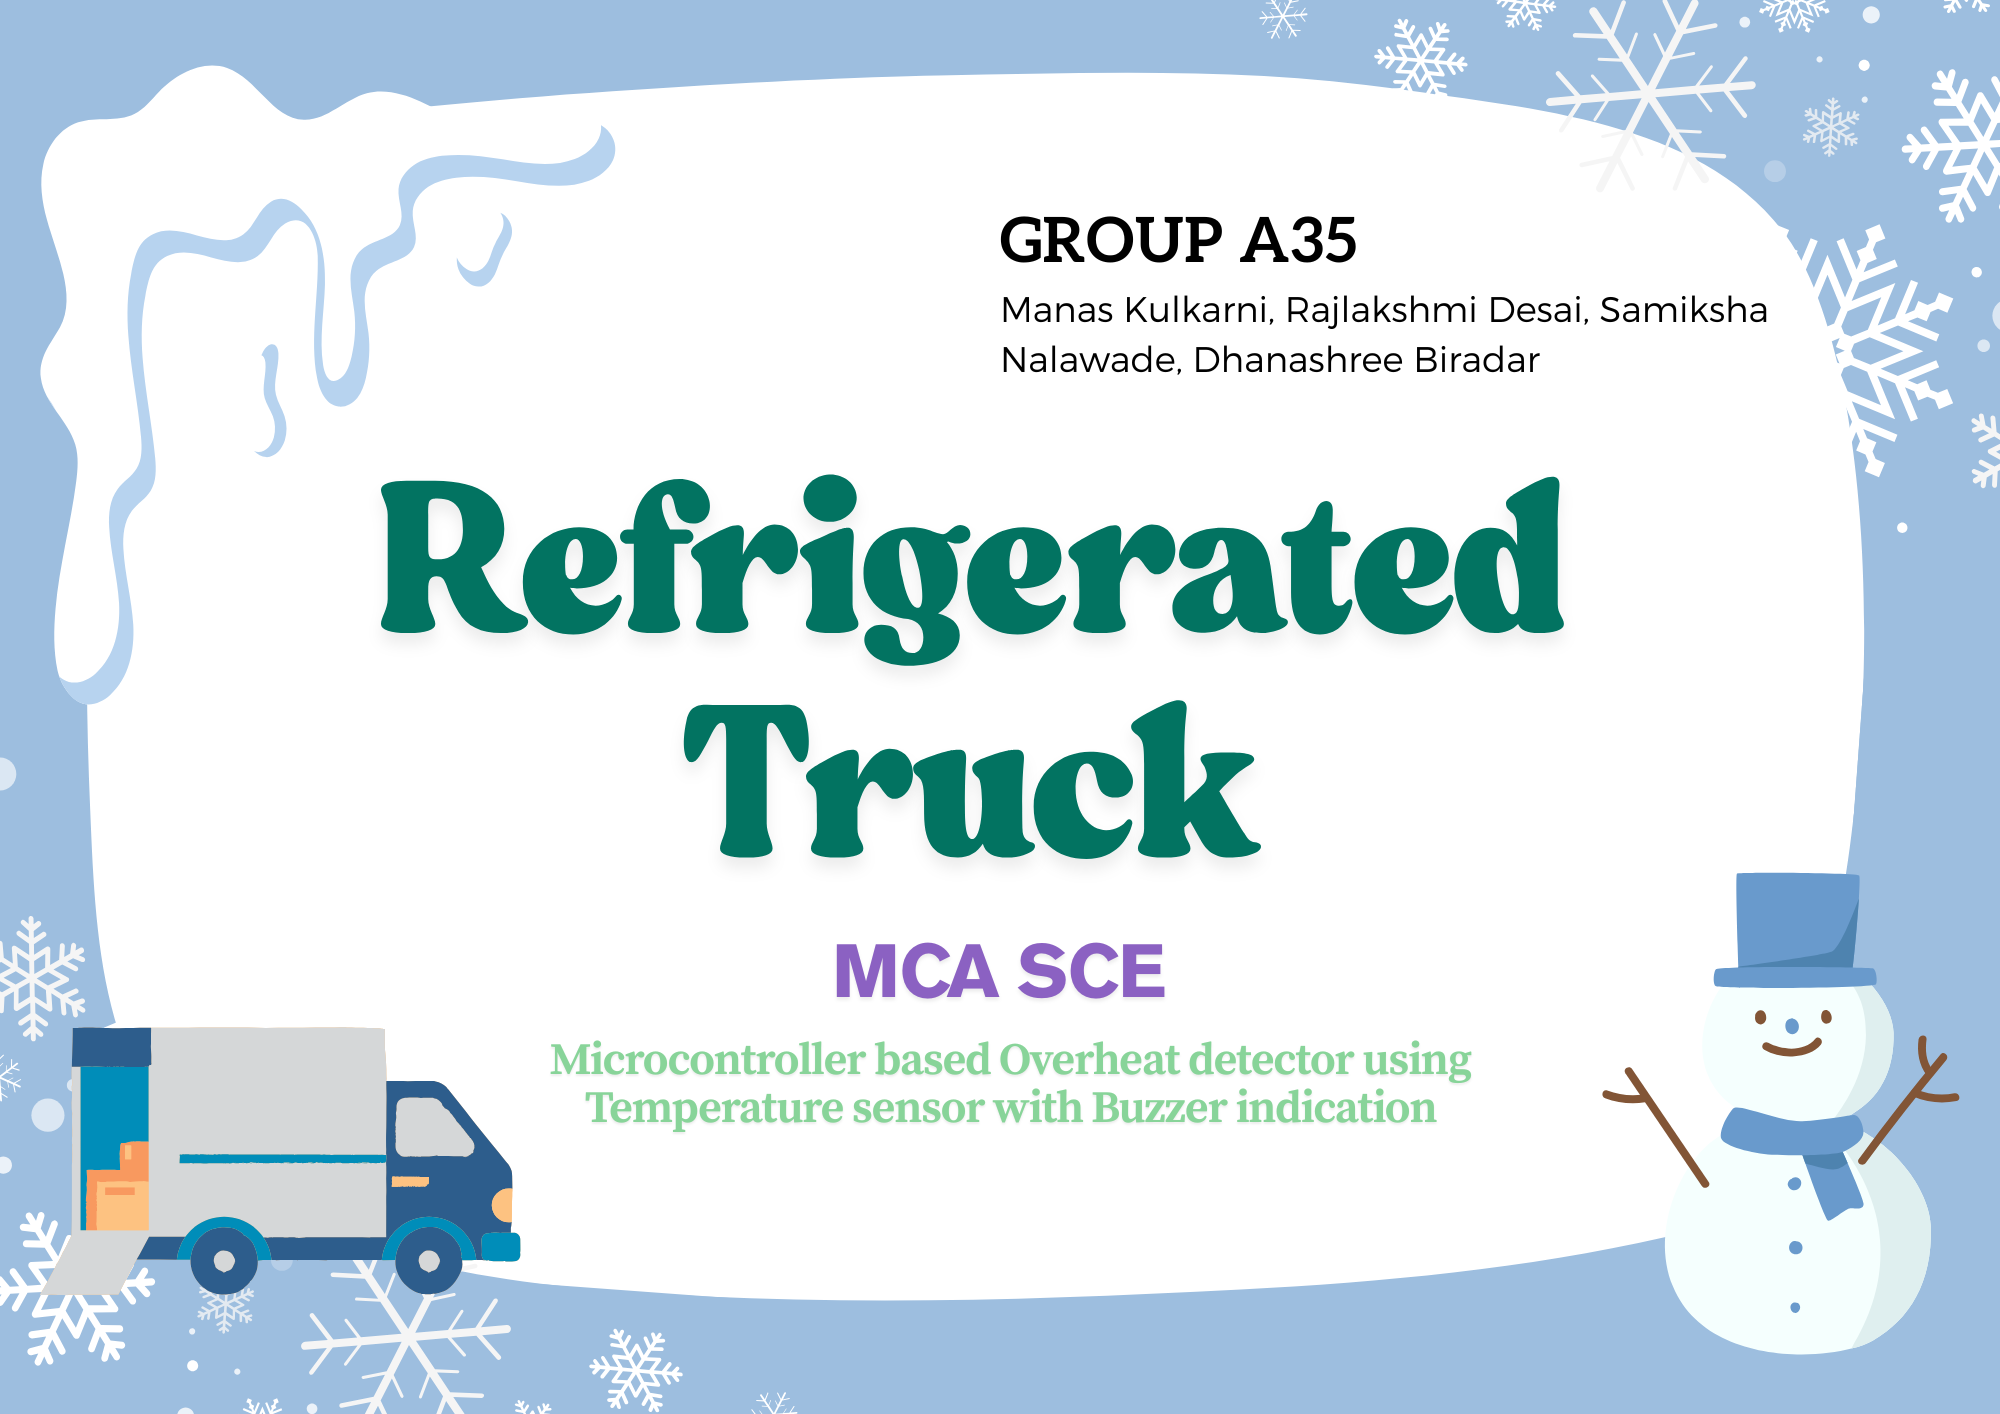 GROUP A35
Manas Kulkarni, Rajlakshmi Desai, Samiksha
Nalawade, Dhanashree Biradar
Refrigerated
Truck
MCA SCE
Microcontroller based Overheat detector using
Temperature sensor with Buzzer indication